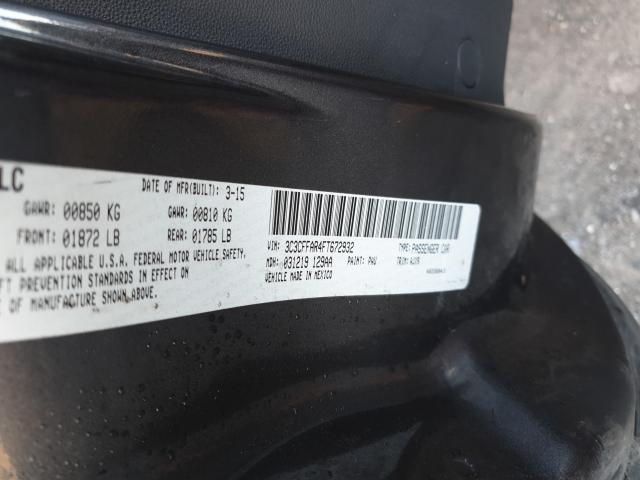 LC
DATE OF MFR(BUILT): 3-15
GAWR: 00850 KG
GAWR: 00810 KG
FRONT: 01872 LB
REAR: 01785 LB
ALL APPLICABLE U.S.A. FEDERAL MOTOR VEHICLE SAFETY,
FT PREVENTION STANDARDS IN EFFECT
OF MANUFACTURE SHOWN ABOVE.
VIN: 3C3CFFAR4FT672932
TYPE: PASSENGER CAR
MDH: 031219 129AA
PAINT: PAU
TRIM:
VEHICLE MADE IN MEXICO